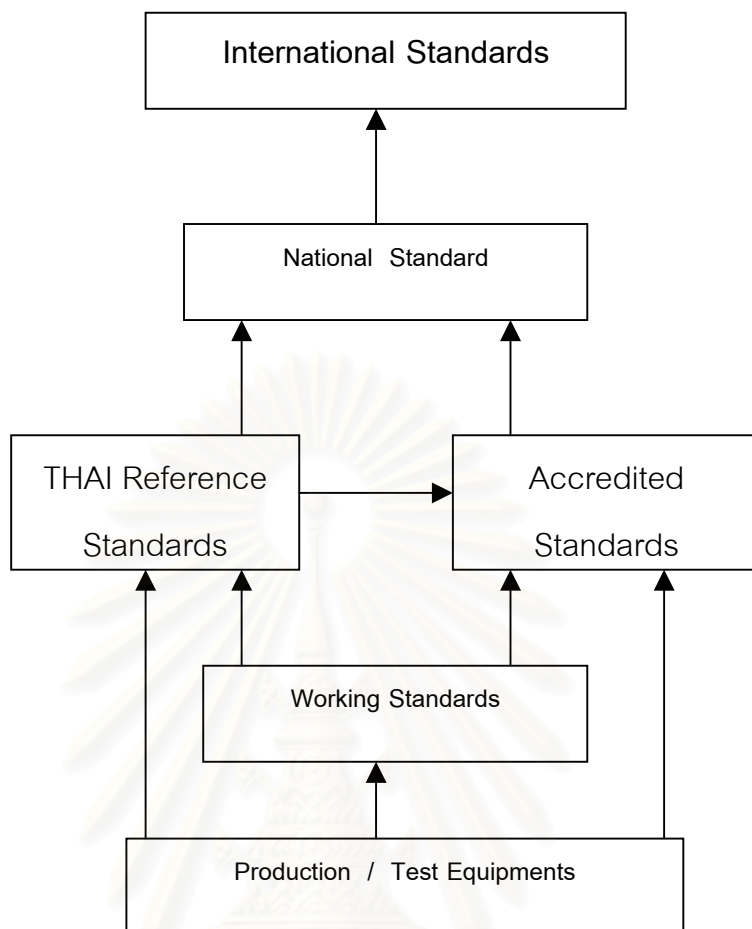 International Standards
National Standard
THAI Reference
Standards
Accredited
Standards
Working Standards
Production / Test Equipments